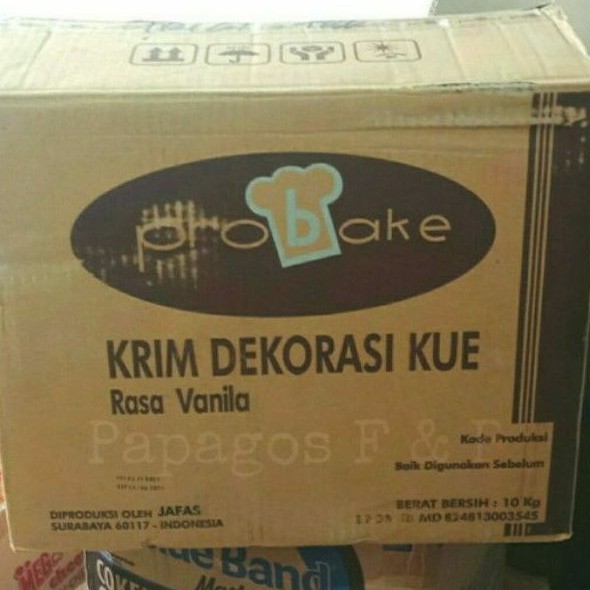 probake
KRIM DEKORASI KUE
Rasa Vanila
Papagos F &
Kode Produksi
Baik Digunakan Sebelum
BERAT BERSIH : 10 Kg
MD 824813003545
DIPRODUKSI OLEH JAFAS
SURABAYA 60117 - INDONESIA
Band